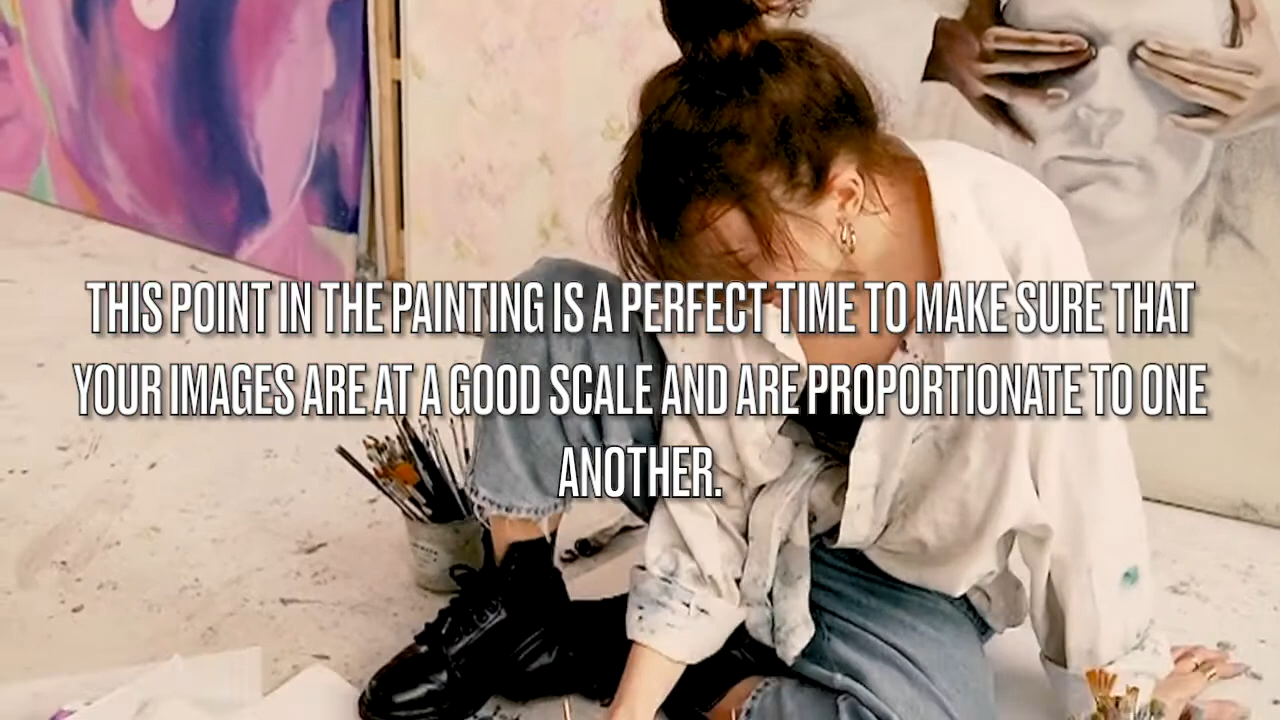 THIS POINT IN THE PAINTING IS A PERFECT TIME TO MAKE SURE THAT
YOUR IMAGES ARE AT A GOOD SCALE AND ARE PROPORTIONATE TO ONE
ANOTHER.